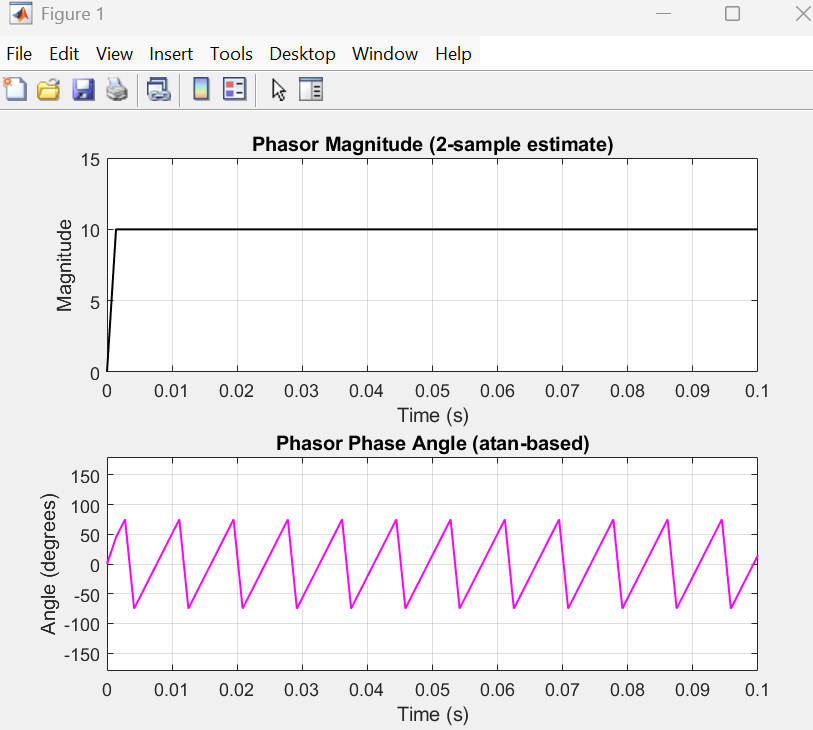 Figure 1
File Edit View Insert Tools Desktop Window Help
Phasor Magnitude (2-sample estimate)
15
10
5
0
Magnitude
0 0.01 0.02 0.03 0.04 0.05 0.06 0.07 0.08 0.09 0.1
Time (s)
Phasor Phase Angle (atan-based)
150
100
50
0
-50
-100
-150
Angle (degrees)
0 0.01 0.02 0.03 0.04 0.05 0.06 0.07 0.08 0.09 0.1
Time (s)